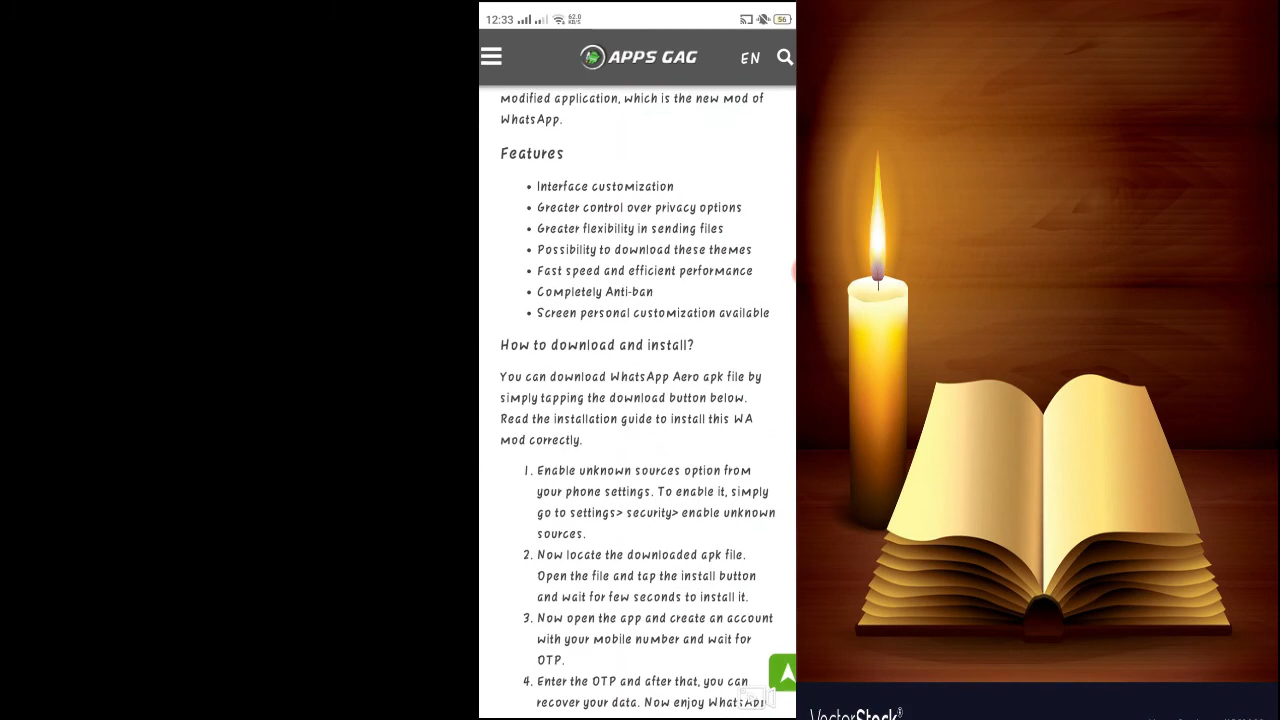 12:33 62.0 KB/S 56
APPS GAG EN
modified application, which is the new mod of
WhatsApp.
Features
• Interface customization
• Greater control over privacy options
• Greater flexibility in sending files
• Possibility to download these themes
• Fast speed and efficient performance
• Completely Anti-ban
• Screen personal customization available
How to download and install?
You can download WhatsApp Aero apk file by
simply tapping the download button below.
Read the installation guide to install this WA
mod correctly.
1. Enable unknown sources option from
your phone settings. To enable it, simply
go to settings> security> enable unknown
sources.
2. Now locate the downloaded apk file.
Open the file and tap the install button
and wait for few seconds to install it.
3. Now open the app and create an account
with your mobile number and wait for
OTP.
4. Enter the OTP and after that, you can
recover your data. Now enjoy WhatsApp
VectorStock®